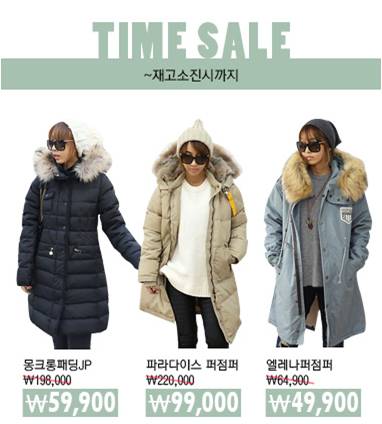 TIME SALE
~재고소진시까지
몽크롱패딩JP
₩198,000
₩59,900
파라다이스 퍼점퍼
₩220,000
₩99,000
엘레나퍼점퍼
₩64,900
₩49,900